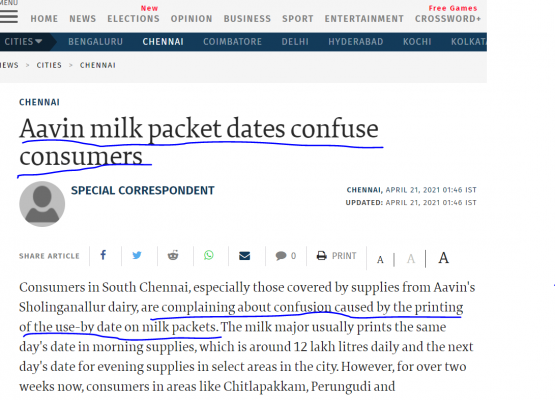 MENU
New
Free Games
HOME NEWS ELECTIONS OPINION BUSINESS SPORT ENTERTAINMENT CROSSWORD+
CITIES BENGALURU CHENNAI COIMBATORE DELHI HYDERABAD KOCHI KOLKATA
NEWS > CITIES > CHENNAI
CHENNAI
Aavin milk packet dates confuse
consumers
SPECIAL CORRESPONDENT
CHENNAI, APRIL 21, 2021 01:46 IST
UPDATED: APRIL 21, 2021 01:46 IST
SHARE ARTICLE 0 PRINT A A A
Consumers in South Chennai, especially those covered by supplies from Aavin's
Sholinganallur dairy, are complaining about confusion caused by the printing
of the use-by date on milk packets. The milk major usually prints the same
day's date in morning supplies, which is around 12 lakh litres daily and the next
day's date for evening supplies in select areas in the city. However, for over two
weeks now, consumers in areas like Chitlapakkam, Perungudi and